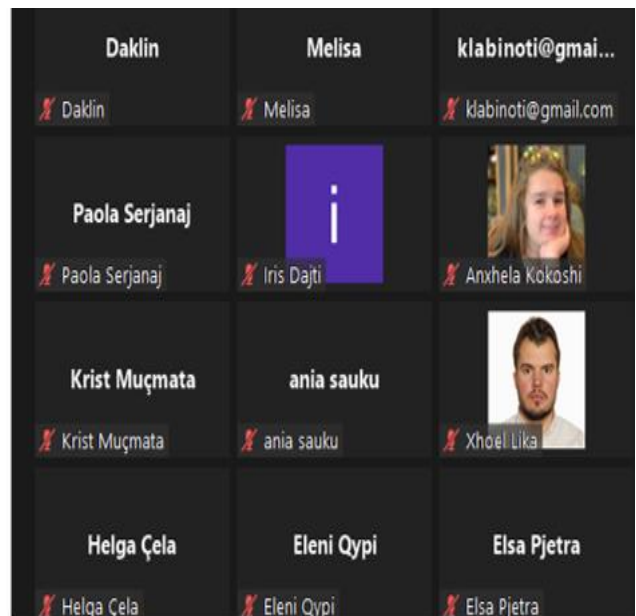 Daklin
Melisa
klabinoti@gmai...
Daklin
Melisa
klabinoti@gmail.com
Paola Serjanaj
i
Paola Serjanaj
Iris Dajti
Anxhela Kokoshi
Krist Muçmata
ania sauku
Krist Muçmata
ania sauku
Xhoel Lika
Helga Çela
Eleni Qypi
Elsa Pjetra
Helga Çela
Eleni Qypi
Elsa Pjetra